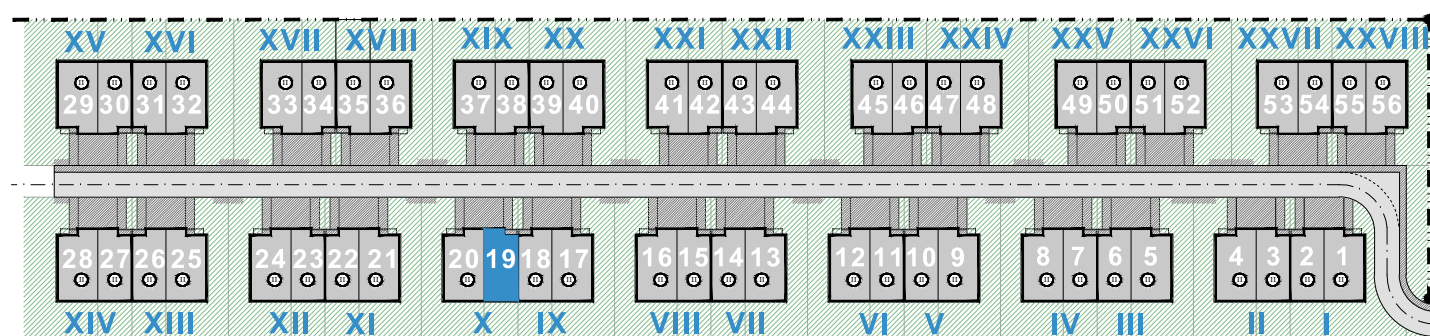 XV XVI XVII XVIII XIX XX XXI XXII XXIII XXIV XXV XXVI XXVII XXVIII
29 30 31 32 33 34 35 36 37 38 39 40 41 42 43 44 45 46 47 48 49 50 51 52 53 54 55 56
28 27 26 25 24 23 22 21 20 19 18 17 16 15 14 13 12 11 10 9 8 7 6 5 4 3 2 1
XIV XIII XII XI X IX VIII VII VI V IV III II I